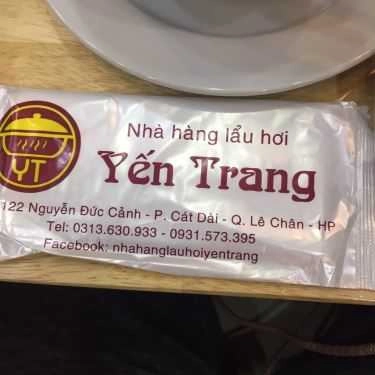 YT
Nhà hàng lẩu hơi
Yến Trang
122 Nguyễn Đức Cảnh - P. Cát Dài - Q. Lê Chân - HP
Tel: 0313.630.933 - 0931.573.395
Facebook: nhahanglauhoiyentrang